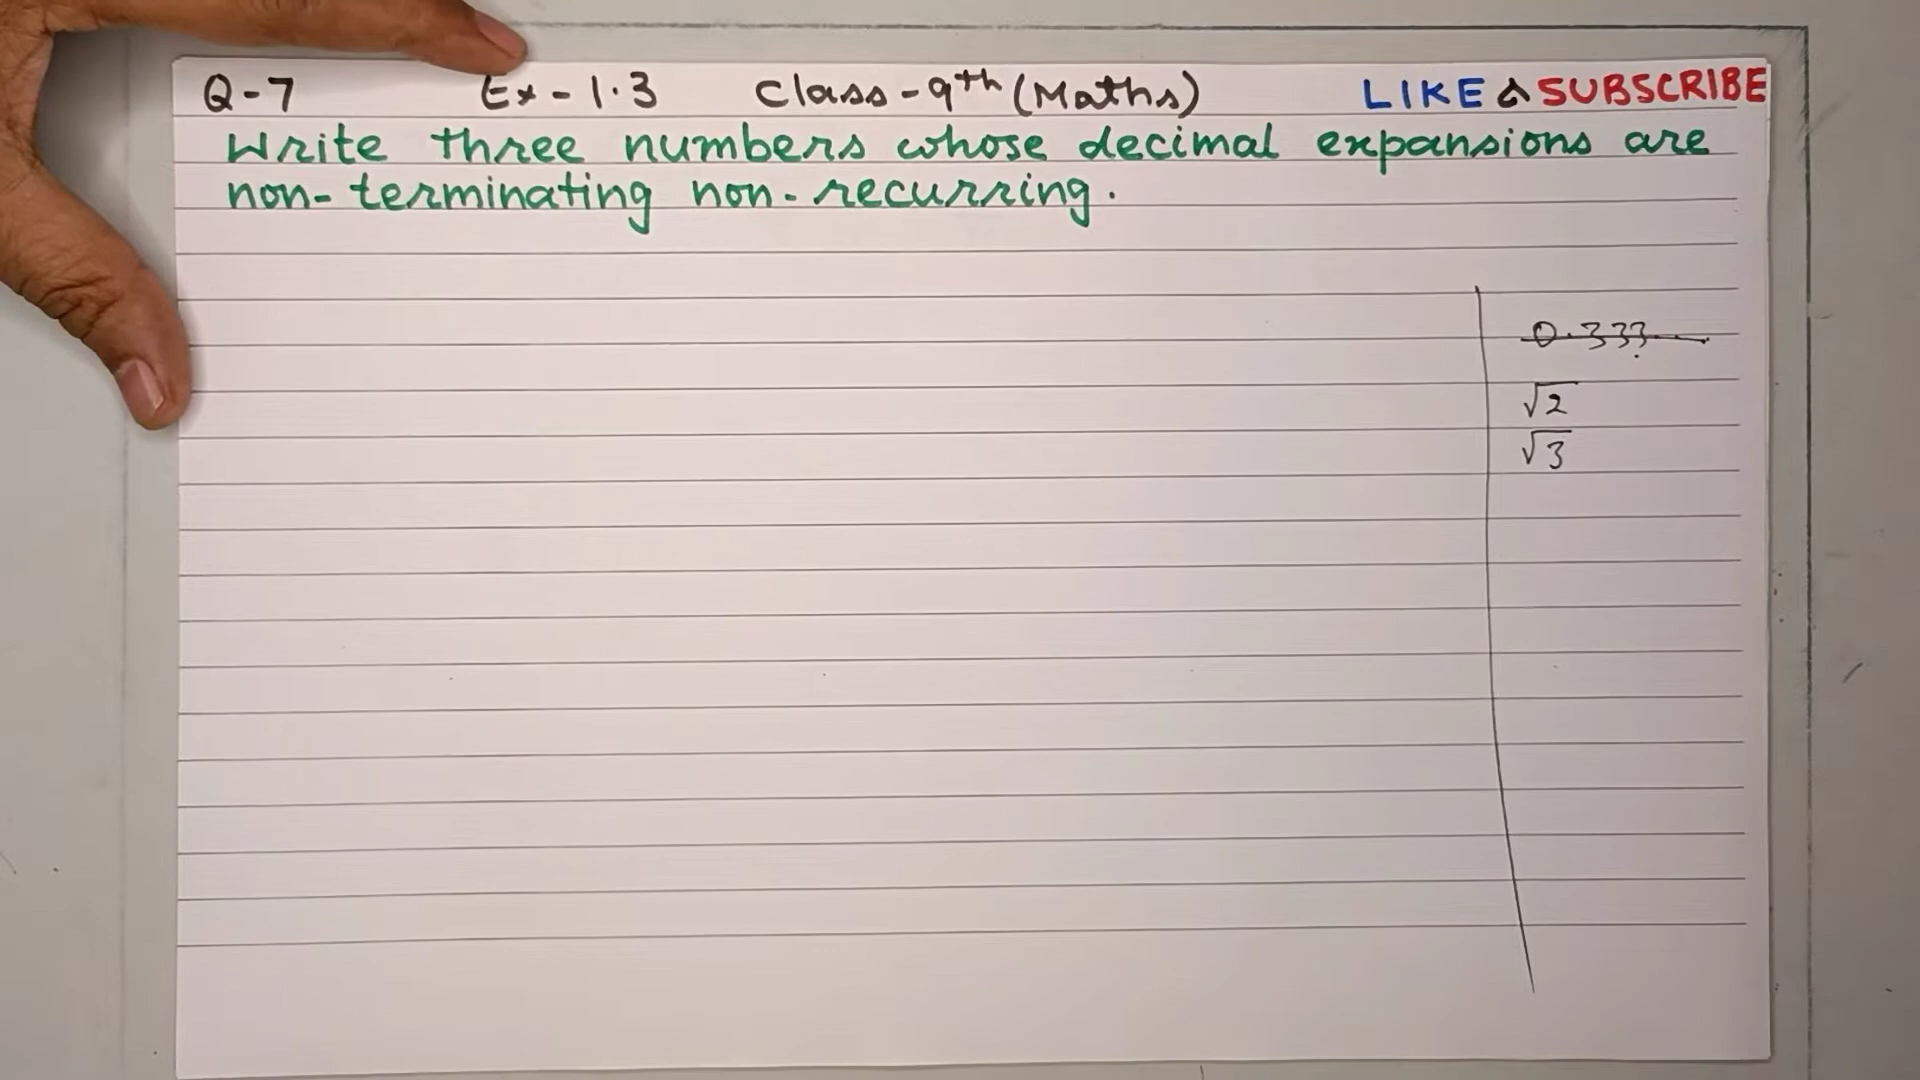 Q-7 Ex-1.3 Class-9th (Maths) LIKE & SUBSCRIBE
Write three numbers whose decimal expansions are
non-terminating non-recurring.
0.333....
√2
√3